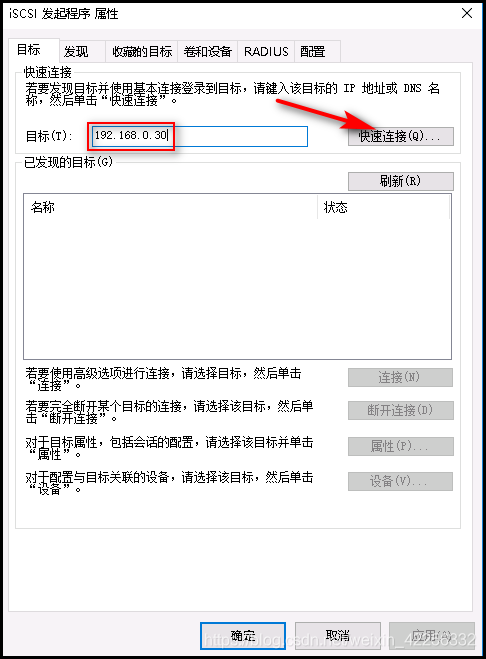 iSCSI 发起程序 属性
目标 发现 收藏的目标 卷和设备 RADIUS 配置
快速连接
若要发现目标并使用基本连接登录到目标，请键入该目标的 IP 地址或 DNS 名
称，然后单击“快速连接”。
目标(T): 192.168.0.30 快速连接(Q)...
已发现的目标(G)
刷新(R)
名称 状态
若要使用高级选项进行连接，请选择目标，然后单击
“连接”。
连接(N)
若要完全断开某个目标的连接，请选择该目标，然后单
击“断开连接”。
断开连接(D)
对于目标属性，包括会话的配置，请选择该目标并单击
“属性”。
属性(P)...
对于配置与目标关联的设备，请选择该目标，然后单击
“设备”。
设备(V)...
确定 取消 应用(A)
https://blog.csdn.net/weixin_42236332